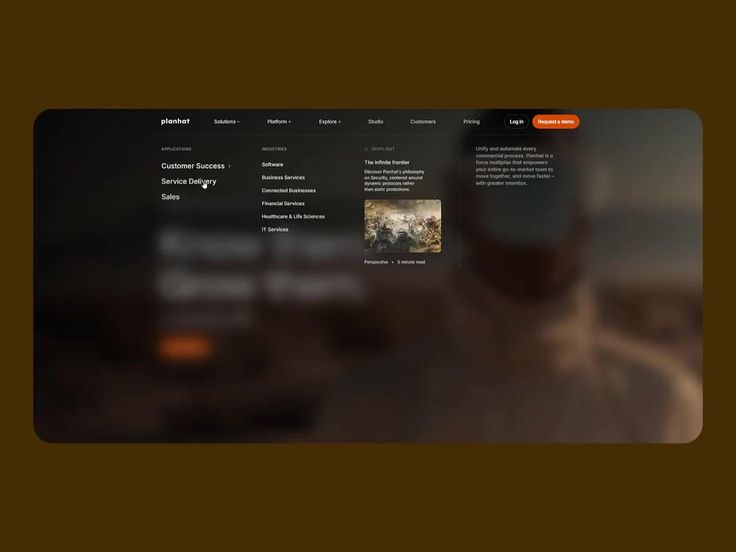 planhat
Solutions –
Platform +
Explore +
Studio
Customers
Pricing
Log in
Request a demo
APPLICATIONS
Customer Success ›
Service Delivery
Sales
INDUSTRIES
Software
Business Services
Connected Businesses
Financial Services
Healthcare & Life Sciences
IT Services
SPOTLIGHT
The infinite frontier
Discover Planhat's philosophy
on Security, centered around
dynamic protocols rather
than static protections.
Perspective • 5 minute read
Unify and automate every
commercial process. Planhat is a
force multiplier that empowers
your entire go-to-market team to
move together, and move faster –
with greater intention.